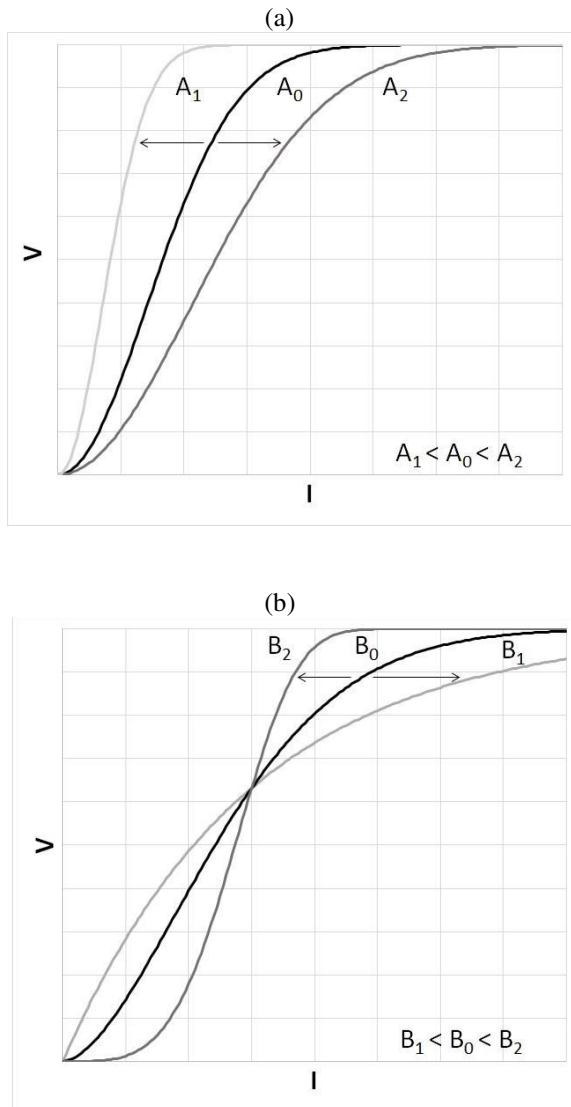 (a)
A₁ A₀ A₂
V
A₁ < A₀ < A₂
I
(b)
B₂ B₀ B₁
V
B₁ < B₀ < B₂
I